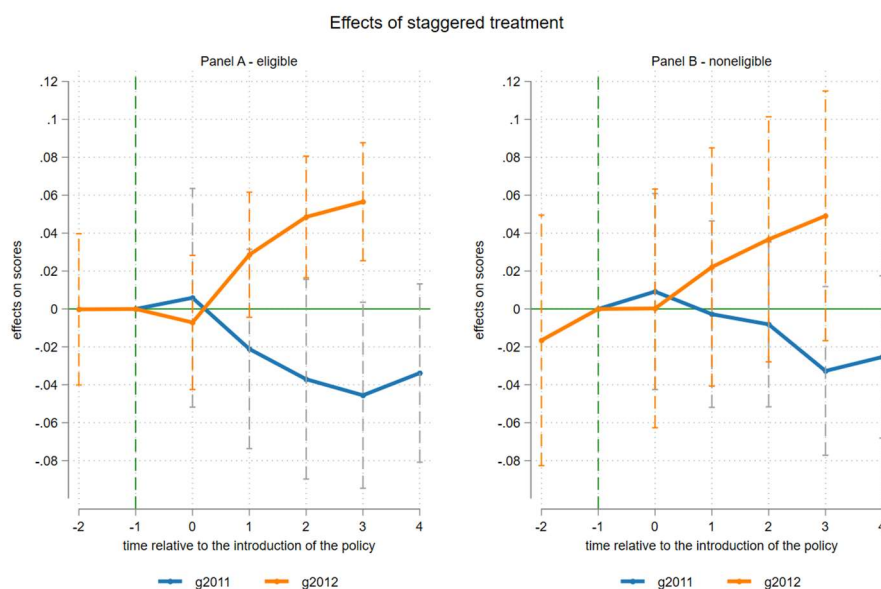 Effects of staggered treatment
Panel A - eligible
.12
.1
.08
.06
.04
.02
0
-.02
-.04
-.06
-.08
effects on scores
-2 -1 0 1 2 3 4
time relative to the introduction of the policy
g2011 g2012
Panel B - noneligible
.12
.1
.08
.06
.04
.02
0
-.02
-.04
-.06
-.08
effects on scores
-2 -1 0 1 2 3 4
time relative to the introduction of the policy
g2011 g2012